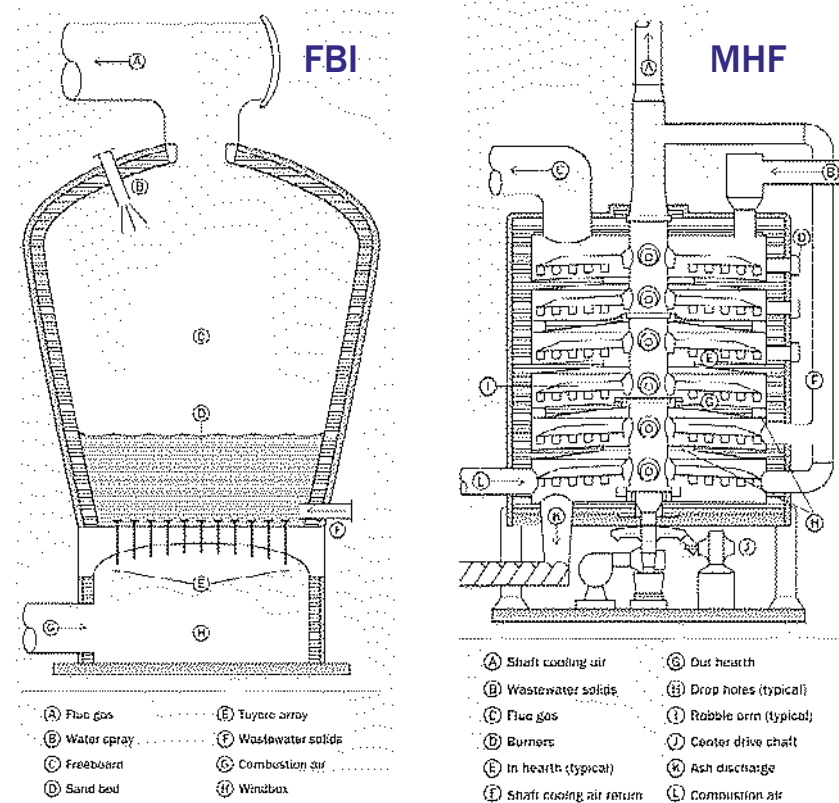 FBI
A
B
C
D
F
E
G
H
A Flue gas
B Water spray
C Freeboard
D Sand bed
E Tuyere array
F Wastewater solids
G Combustion air
H Windbox
MHF
A
C
B
D
D
D
D
E
I
D
F
G
D
L
D
K
H
J
A Shaft cooling air
B Wastewater solids
C Flue gas
D Burners
E In hearth (typical)
F Shaft cooling air return
G Out hearth
H Drop holes (typical)
I Rabble arm (typical)
J Center drive shaft
K Ash discharge
L Combustion air